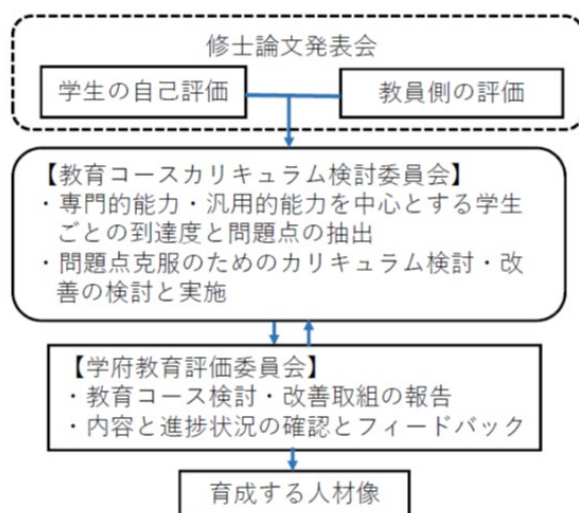 修士論文発表会
学生の自己評価
教員側の評価
【教育コースカリキュラム検討委員会】
・専門的能力・汎用的能力を中心とする学生
ごとの到達度と問題点の抽出
・問題点克服のためのカリキュラム検討・改
善の検討と実施
【学府教育評価委員会】
・教育コース検討・改善取組の報告
・内容と進捗状況の確認とフィードバック
育成する人材像